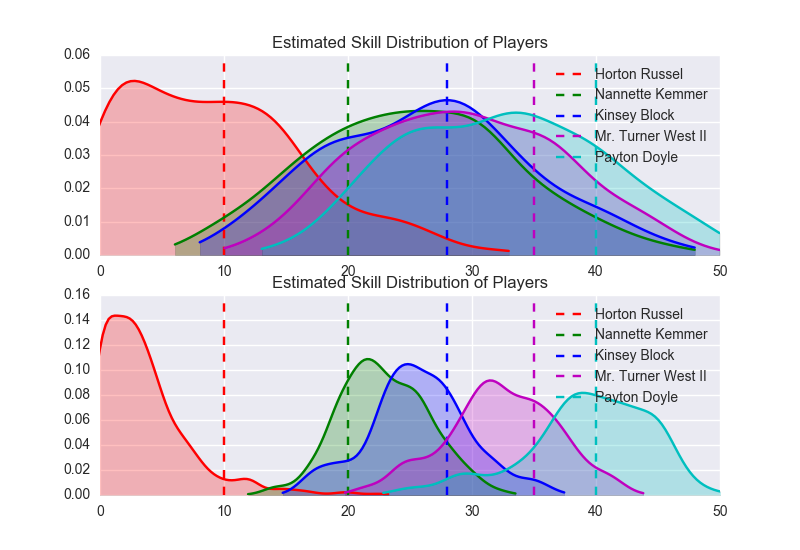 Estimated Skill Distribution of Players
0.06
0.05
0.04
0.03
0.02
0.01
0.00
Horton Russel
Nannette Kemmer
Kinsey Block
Mr. Turner West II
Payton Doyle
0 10 20 30 40 50
Estimated Skill Distribution of Players
0.16
0.14
0.12
0.10
0.08
0.06
0.04
0.02
0.00
Horton Russel
Nannette Kemmer
Kinsey Block
Mr. Turner West II
Payton Doyle
0 10 20 30 40 50